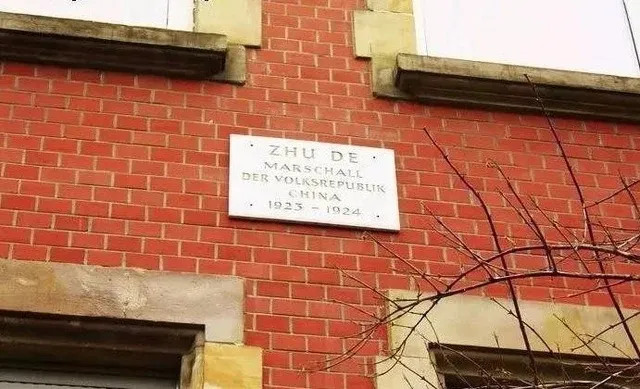 ZHU DE
MARSCHALL
DER VOLKSREPUBLIK
CHINA
1923 - 1924